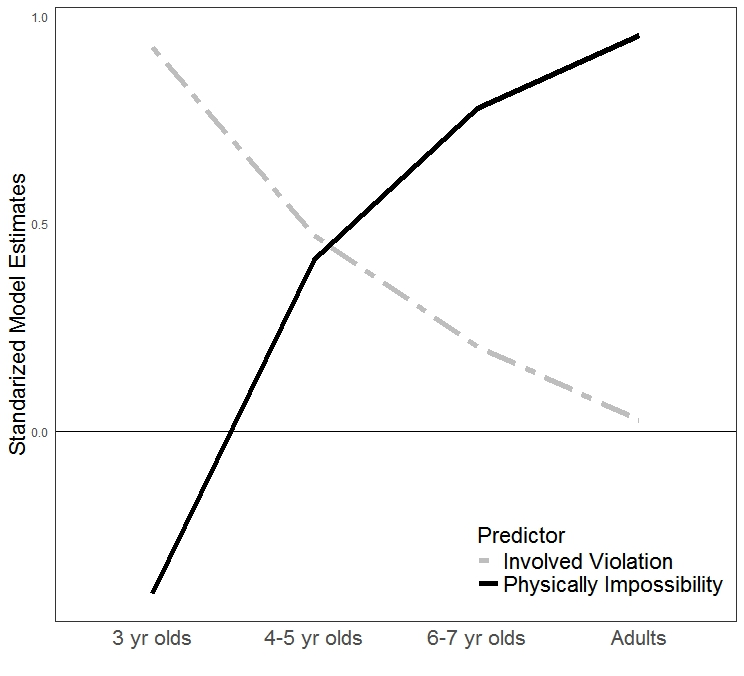 1.0
0.5
0.0
Standarized Model Estimates
Predictor
Involved Violation
Physically Impossibility
3 yr olds 4-5 yr olds 6-7 yr olds Adults